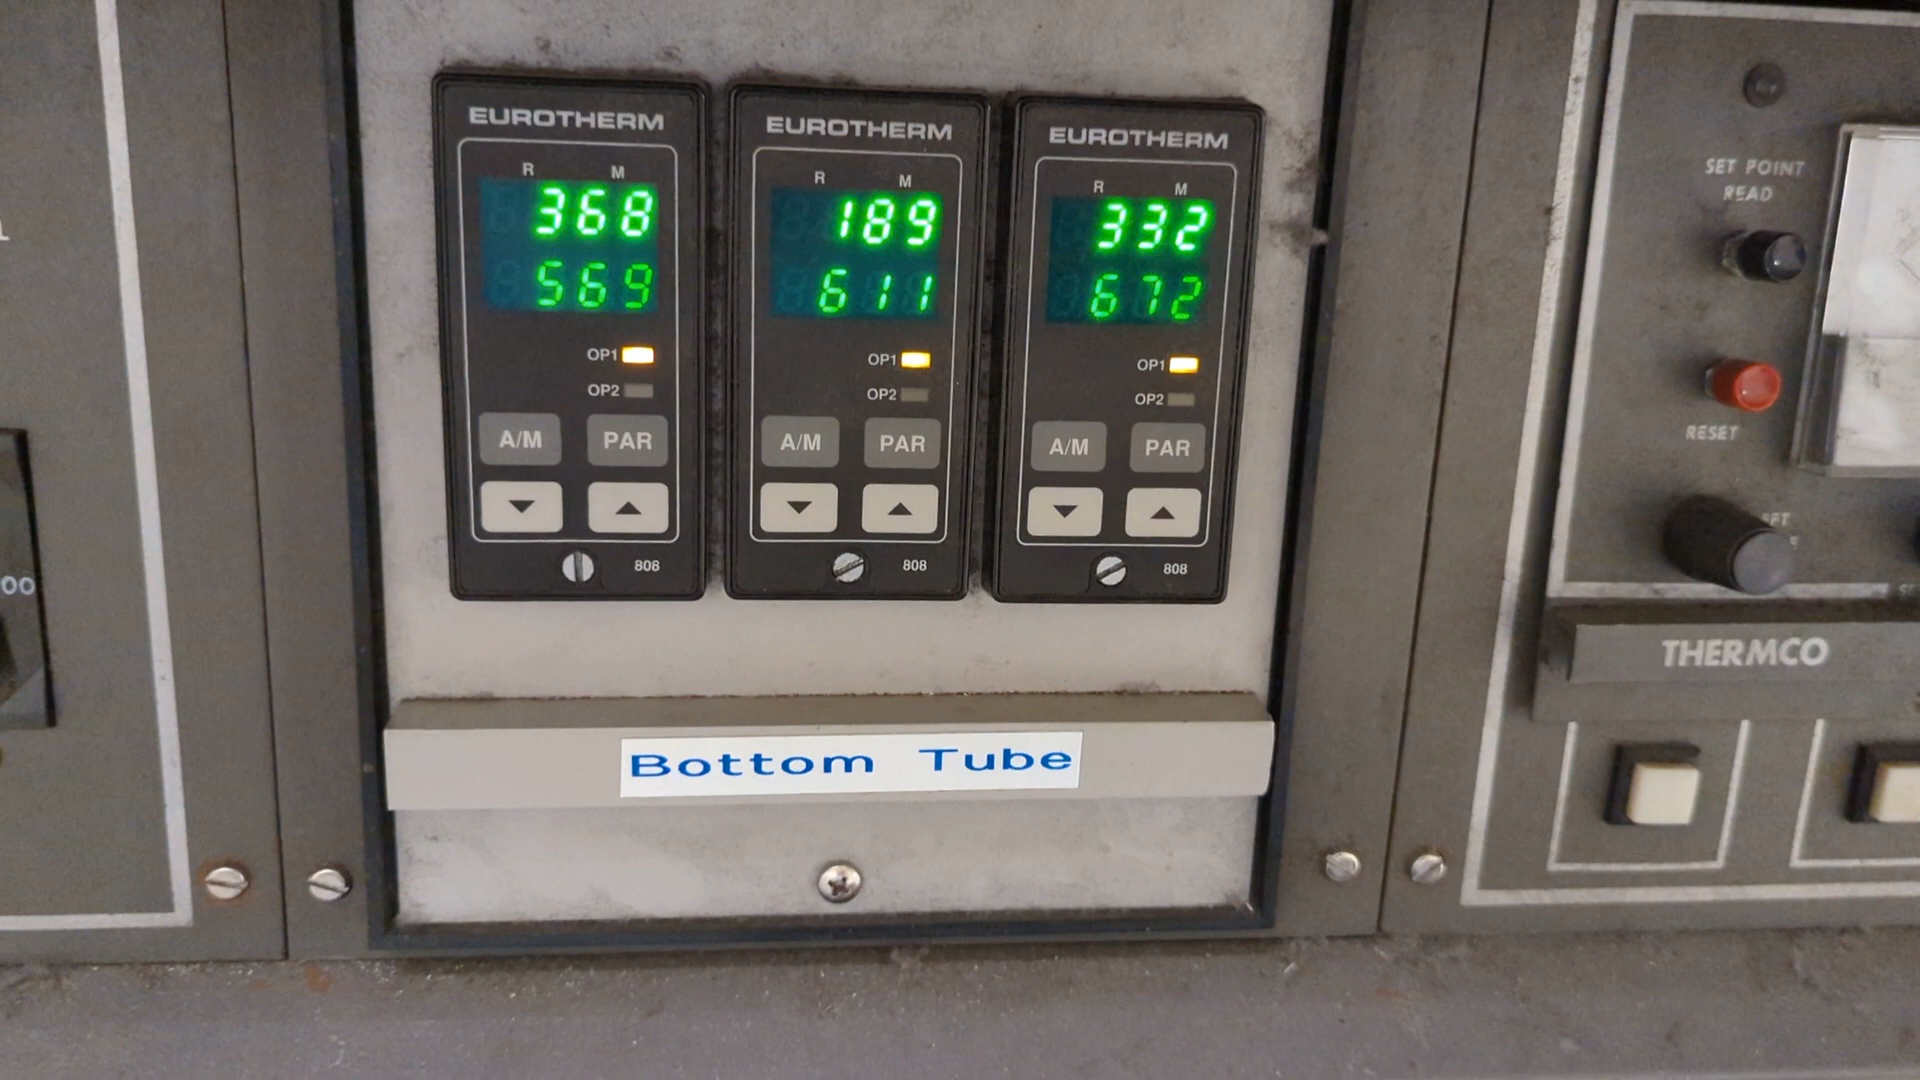 EUROTHERM
R M
368
569
OP1
OP2
A/M PAR
808
EUROTHERM
R M
189
611
OP1
OP2
A/M PAR
808
EUROTHERM
R M
332
672
OP1
OP2
A/M PAR
808
Bottom Tube
SET POINT
READ
RESET
THERMCO
00